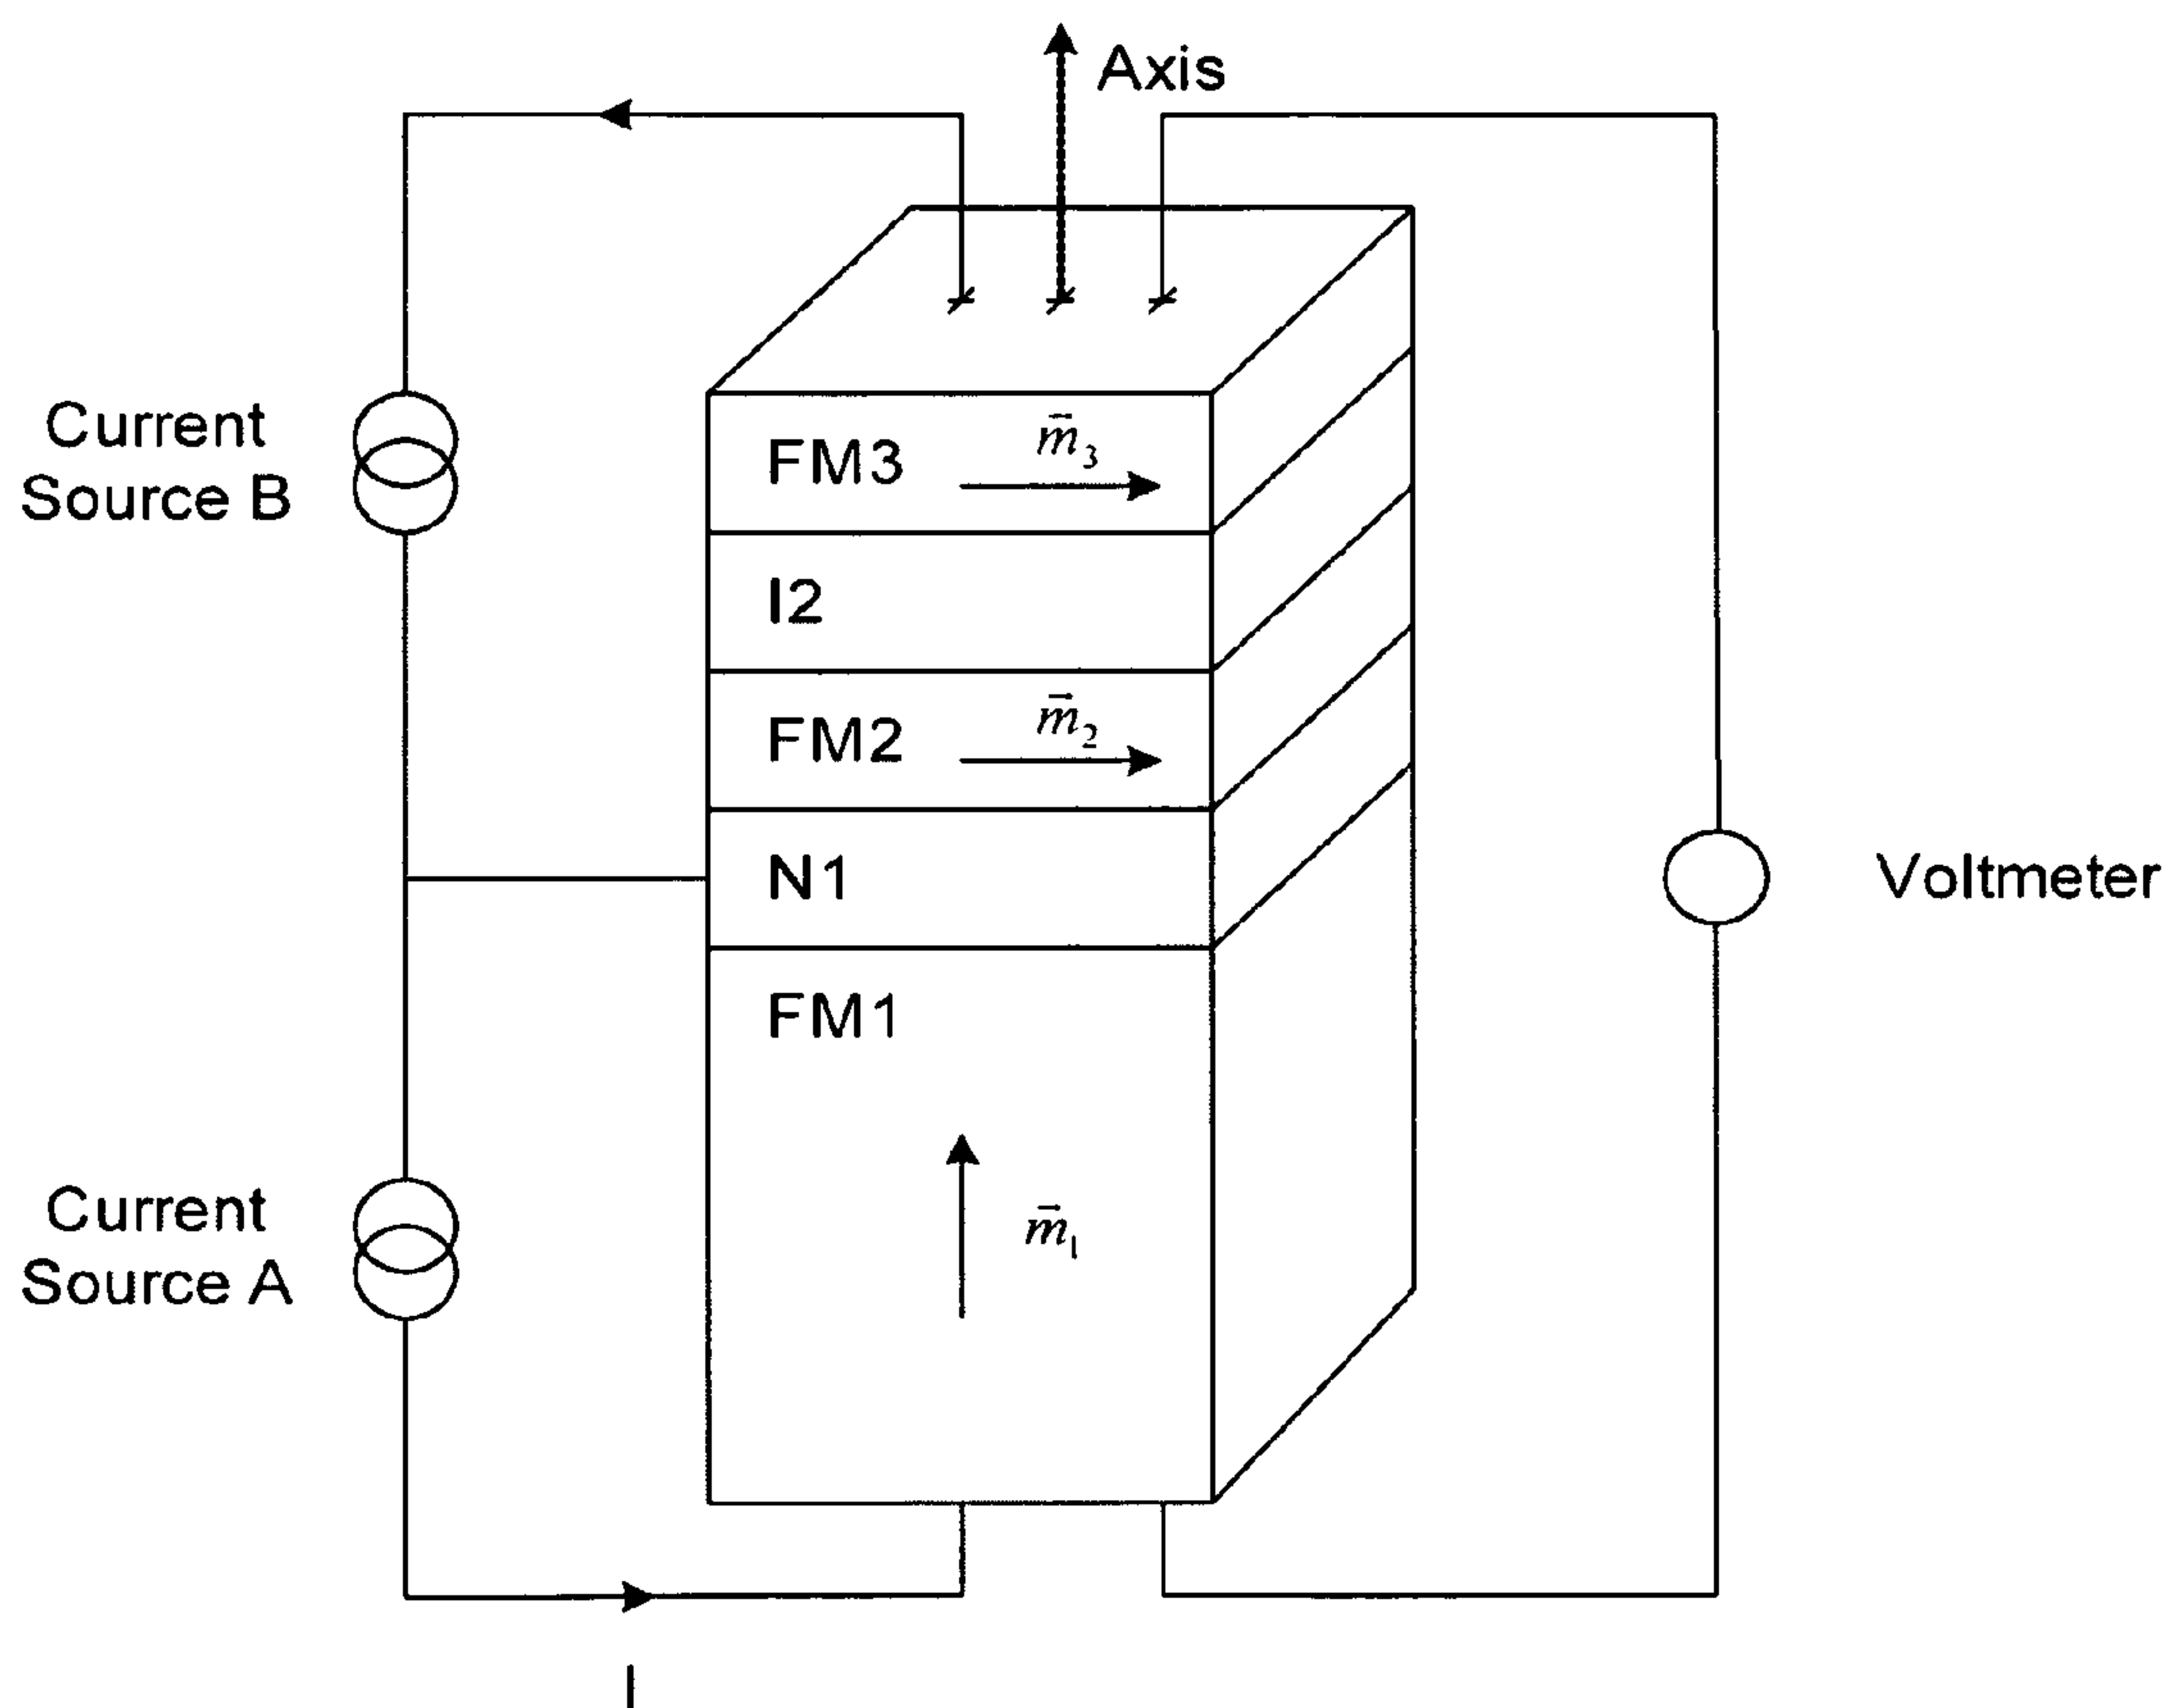 Axis
Current
Source B
FM3
m̄₃
I2
FM2
m̄₂
N1
Voltmeter
FM1
Current
Source A
m̄₁
I